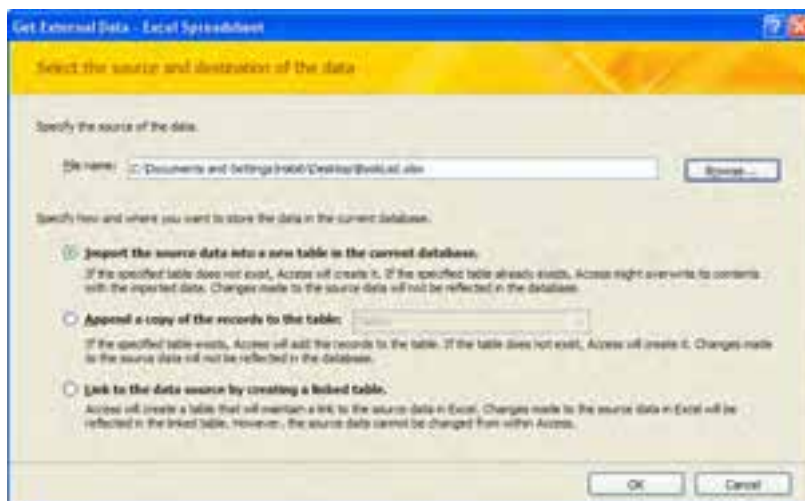 Get External Data - Excel Spreadsheet
Select the source and destination of the data
Specify the source of the data.
File name: C:\Documents and Settings\ \Desktop\BookList.xlsx
Browse...
Specify how and where you want to store the data in the current database.
Import the source data into a new table in the current database.
If the specified table does not exist, Access will create it. If the specified table already exists, Access might overwrite its contents
with the imported data. Changes made to the source data will not be reflected in the database.
Append a copy of the records to the table:
If the specified table exists, Access will add the records to the table. If the table does not exist, Access will create it. Changes made
to the source data will not be reflected in the database.
Link to the data source by creating a linked table.
Access will create a table that will maintain a link to the source data in Excel. Changes made to the source data in Excel will be
reflected in the linked table. However, the source data cannot be changed from within Access.
OK Cancel